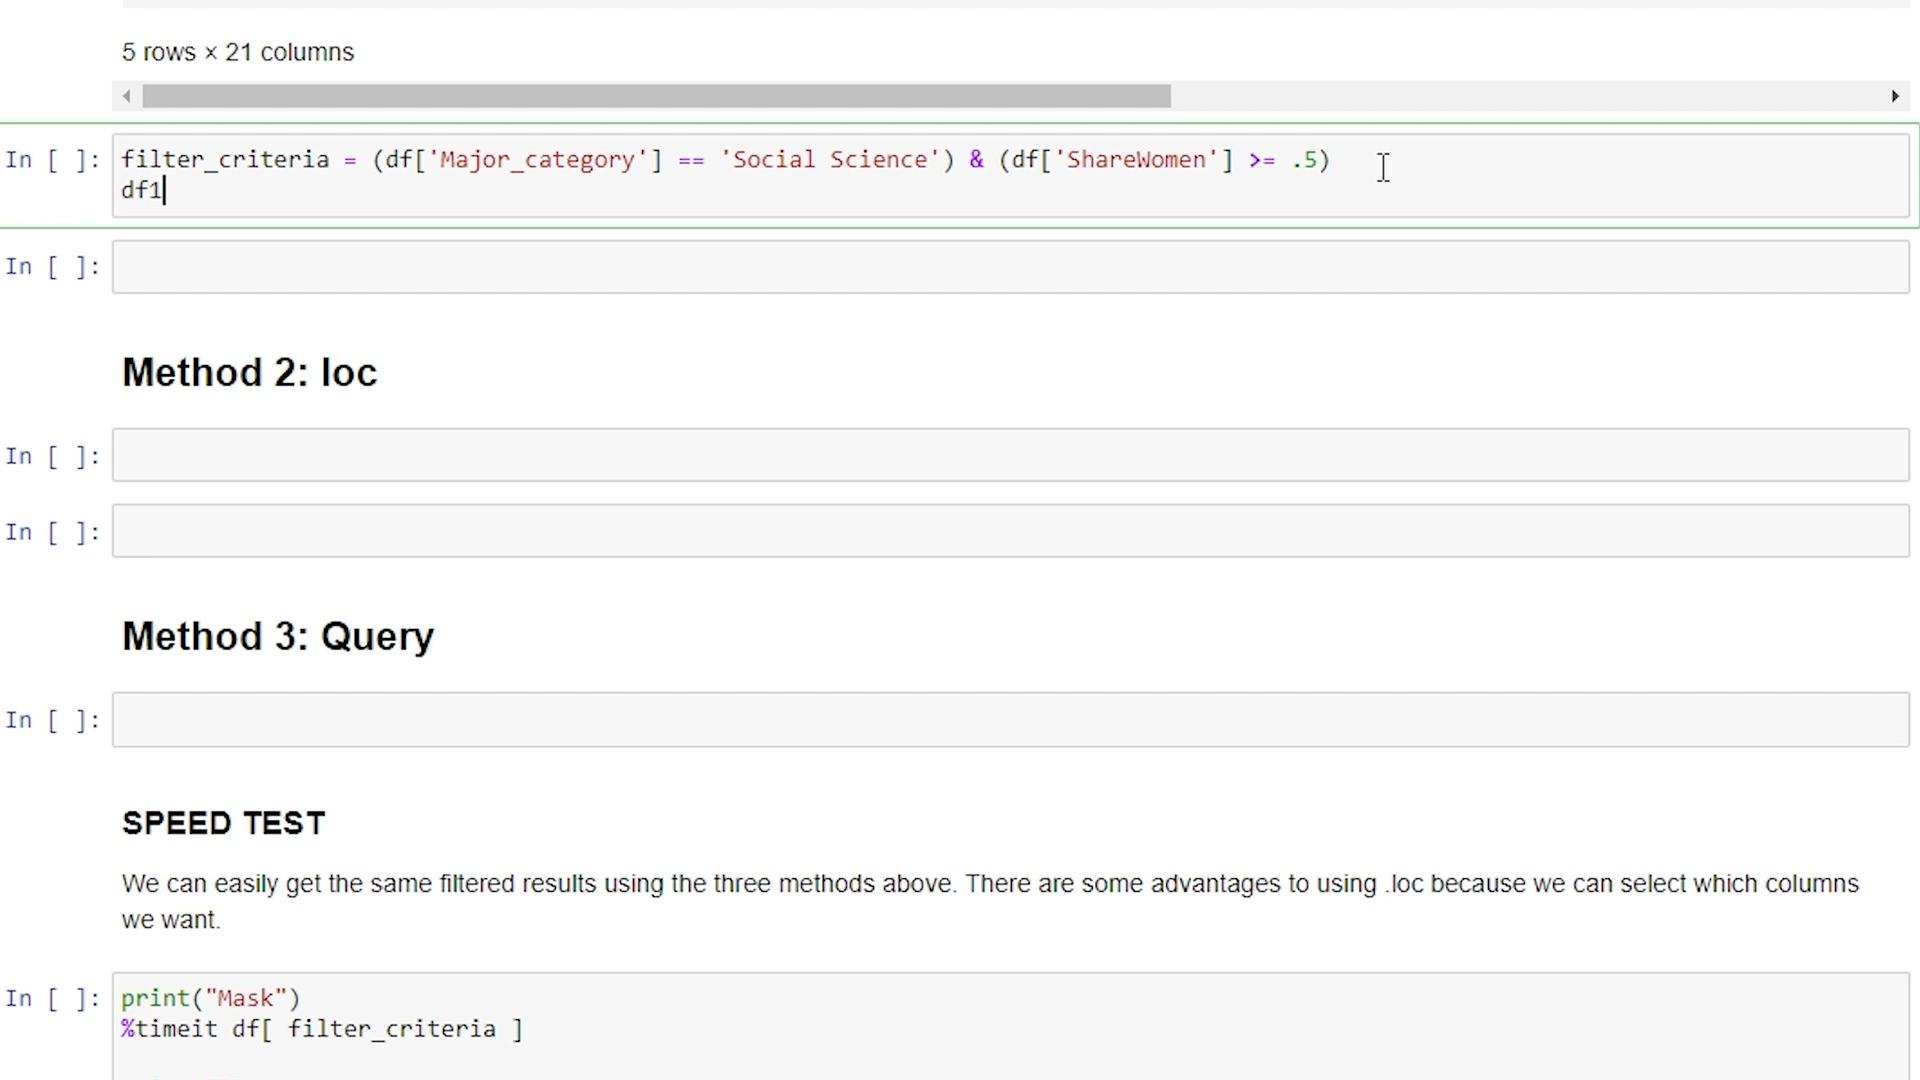 5 rows × 21 columns
In [ ]: filter_criteria = (df['Major_category'] == 'Social Science') & (df['ShareWomen'] >= .5)
df1
In [ ]:
Method 2: loc
In [ ]:
In [ ]:
Method 3: Query
In [ ]:
SPEED TEST
We can easily get the same filtered results using the three methods above. There are some advantages to using .loc because we can select which columns
we want.
In [ ]: print("Mask")
%timeit df[ filter_criteria ]